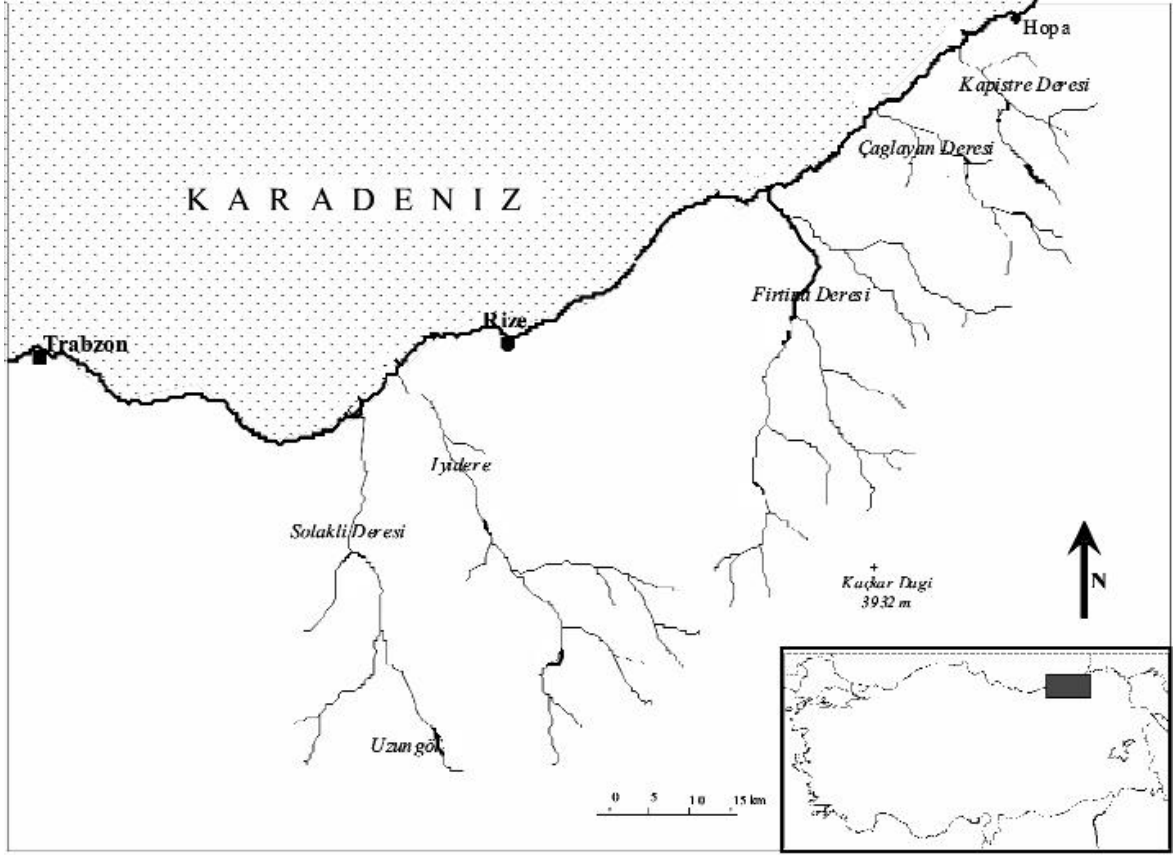 Hopa
Kapistre Deresi
Çaglayan Deresi
KARADENIZ
Firtina Deresi
Rize
Trabzon
Iyidere
Solakli Deresi
Kaçkar Dagi
3932 m
N
Uzungöl
0 5 10 15 km